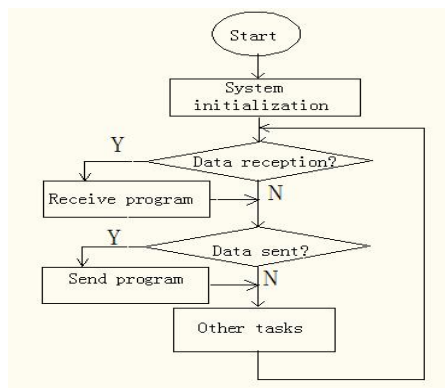 Start
System
initialization
Y
Data reception?
Receive program
N
Y
Data sent?
Send program
N
Other tasks